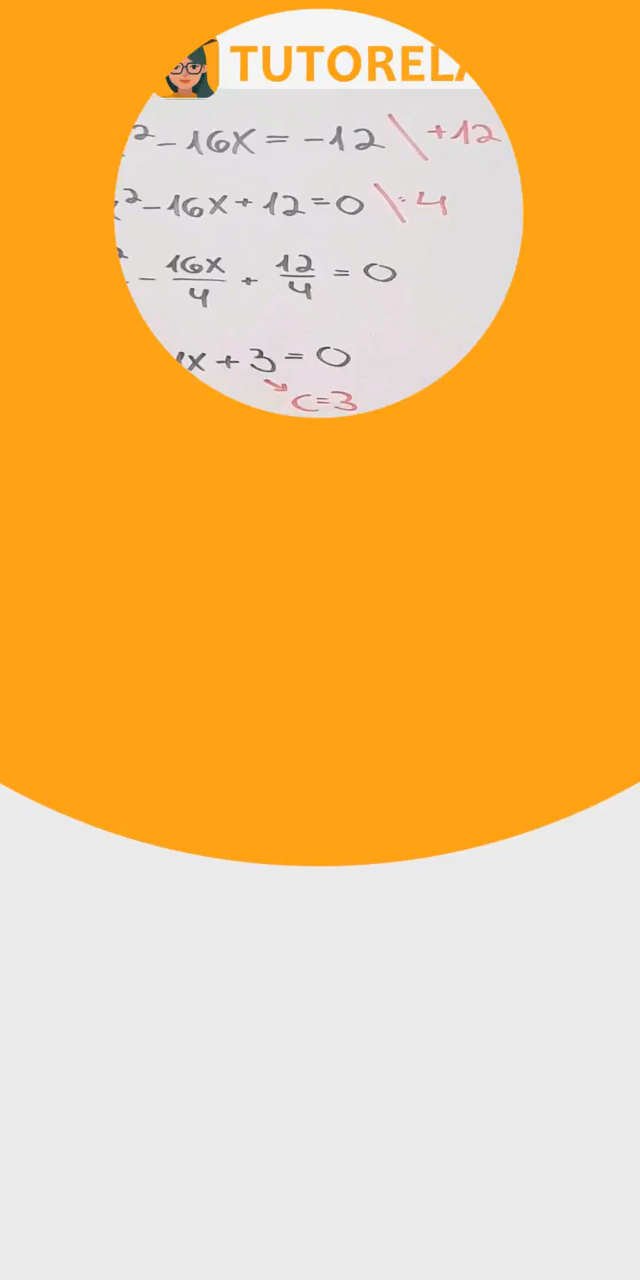 TUTOREL
² - 16x = -12 \ +12
² - 16x + 12 = 0 \ : 4
- 16x/4 + 12/4 = 0
x + 3 = 0
c = 3